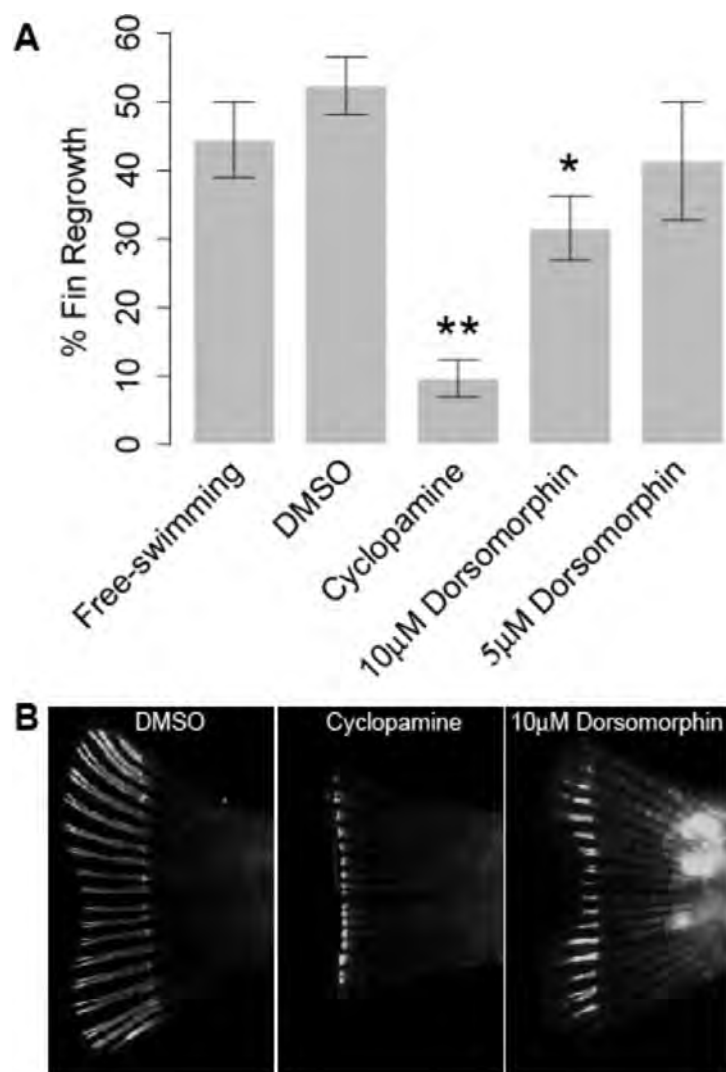 A
60
50
40
30
20
10
0
% Fin Regrowth
**
*
Free-swimming
DMSO
Cyclopamine
10μM Dorsomorphin
5μM Dorsomorphin
B
DMSO
Cyclopamine
10μM Dorsomorphin